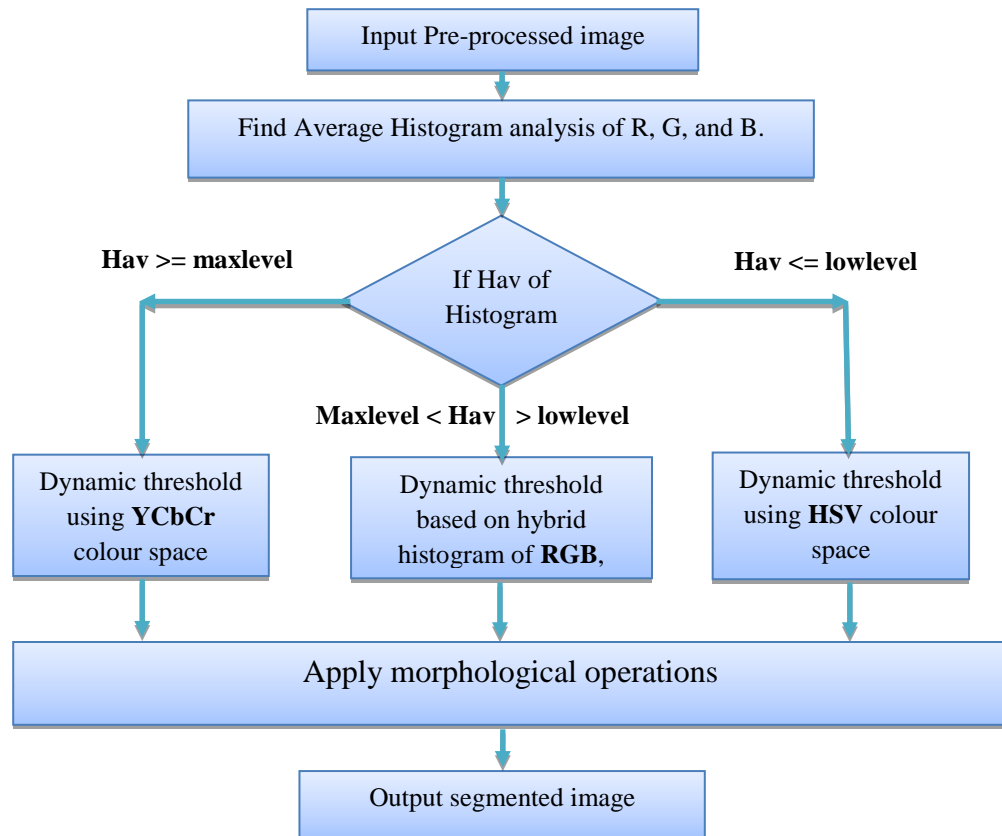 Input Pre-processed image
Find Average Histogram analysis of R, G, and B.
Hav >= maxlevel
Hav <= lowlevel
If Hav of
Histogram
Maxlevel < Hav > lowlevel
Dynamic threshold
using YCbCr
colour space
Dynamic threshold
based on hybrid
histogram of RGB,
Dynamic threshold
using HSV colour
space
Apply morphological operations
Output segmented image